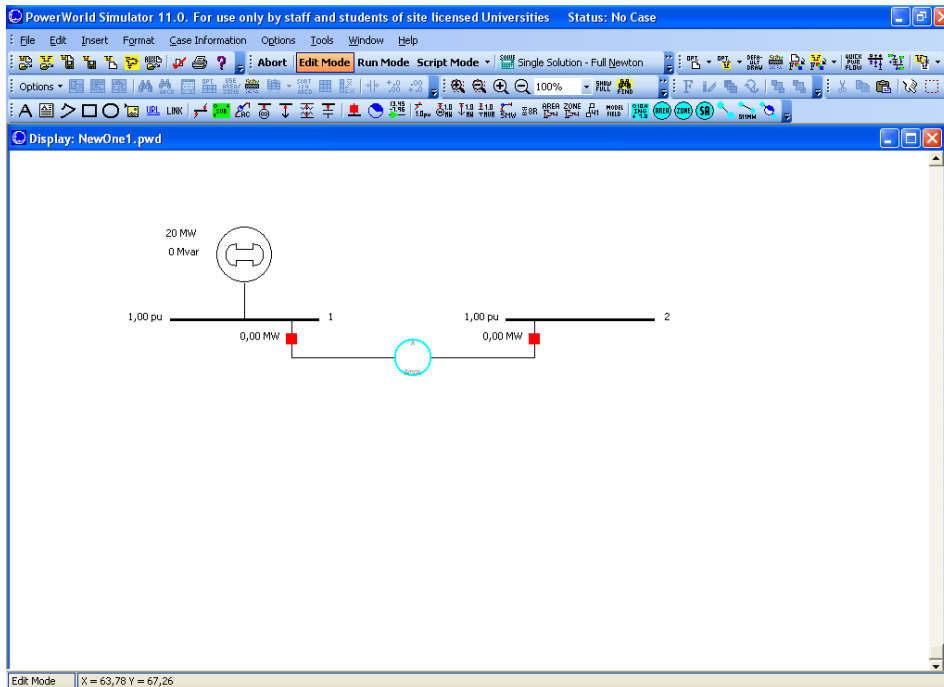 PowerWorld Simulator 11.0. For use only by staff and students of site licensed Universities Status: No Case
File Edit Insert Format Case Information Options Tools Window Help
Abort Edit Mode Run Mode Script Mode Single Solution - Full Newton
Options 100%
A URL LINK
Display: NewOne1.pwd
20 MW
0 Mvar
1,00 pu 1 1,00 pu 2
0,00 MW 0,00 MW
A
Amps
Edit Mode X = 63,78 Y = 67,26